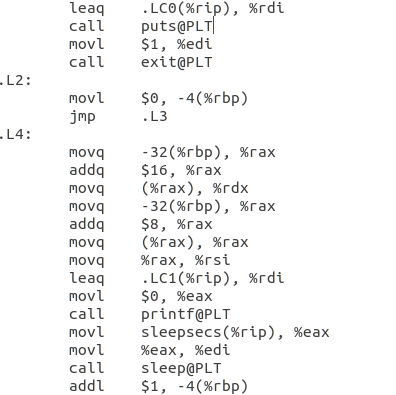 leaq .LC0(%rip), %rdi
call puts@PLT
movl $1, %edi
call exit@PLT
.L2:
movl $0, -4(%rbp)
jmp .L3
.L4:
movq -32(%rbp), %rax
addq $16, %rax
movq (%rax), %rdx
movq -32(%rbp), %rax
addq $8, %rax
movq (%rax), %rax
movq %rax, %rsi
leaq .LC1(%rip), %rdi
movl $0, %eax
call printf@PLT
movl sleepsecs(%rip), %eax
movl %eax, %edi
call sleep@PLT
addl $1, -4(%rbp)